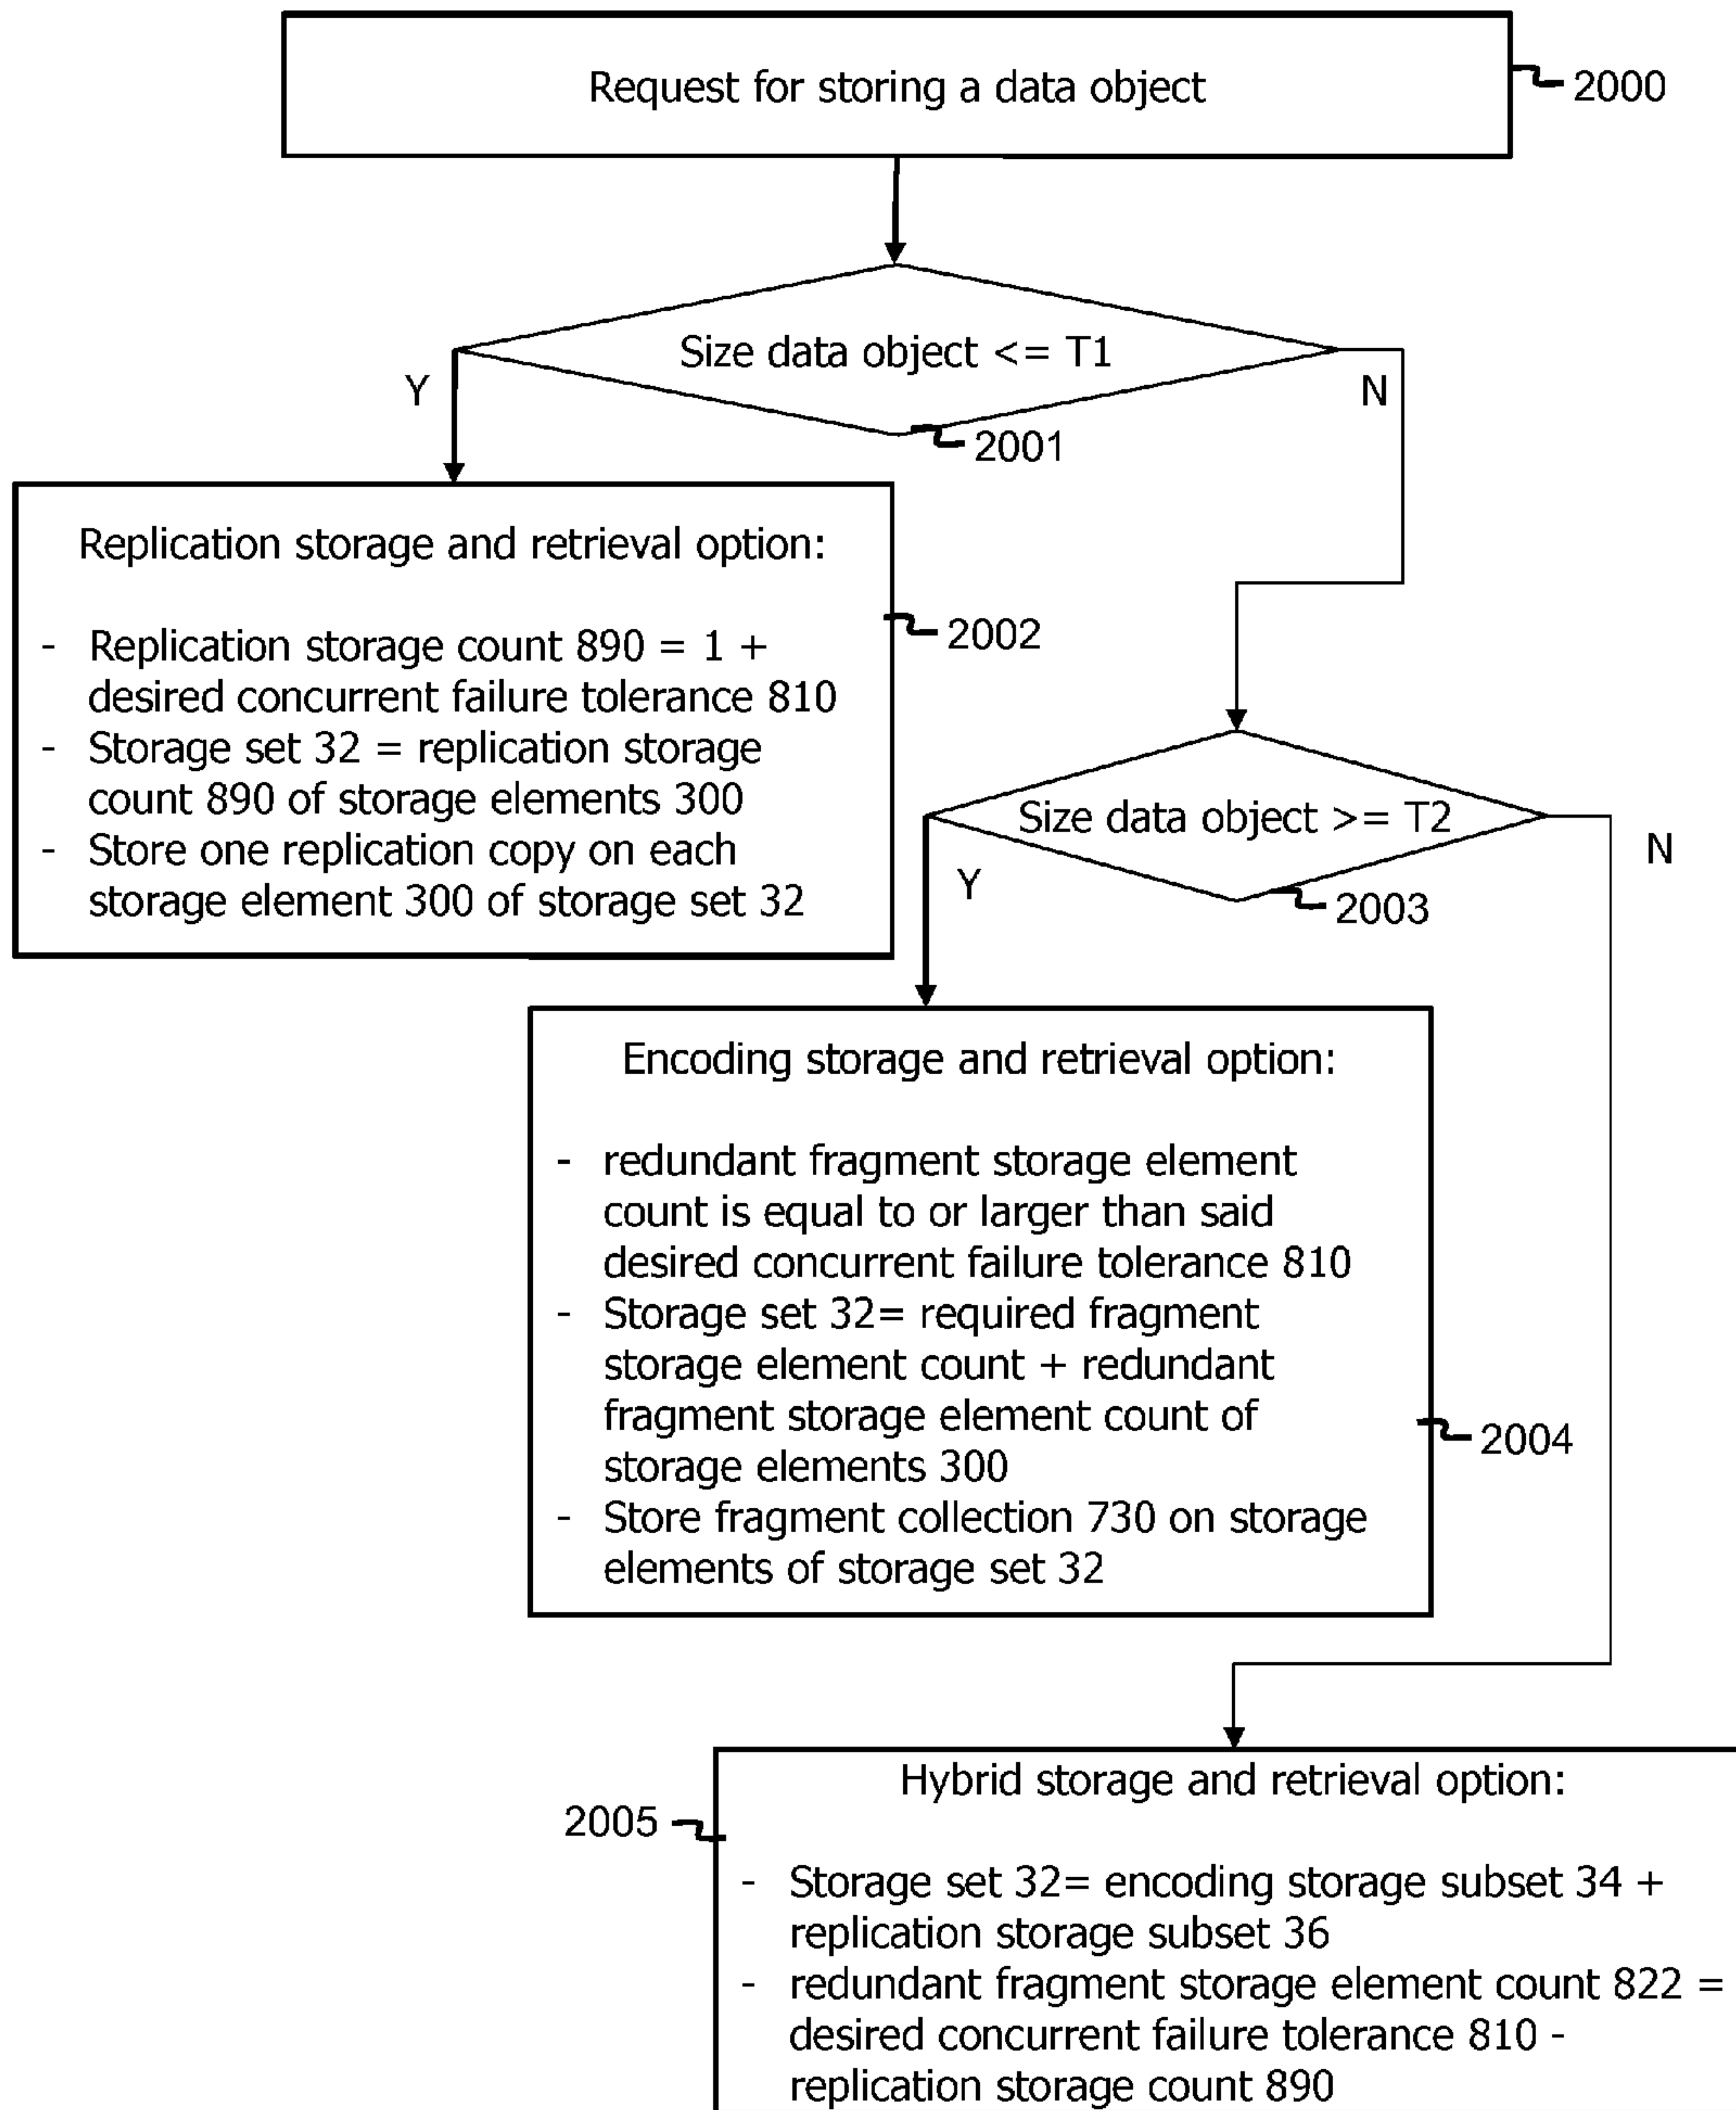 Request for storing a data object
2000
Size data object <= T1
Y
N
2001
Replication storage and retrieval option:
- Replication storage count 890 = 1 +
desired concurrent failure tolerance 810
- Storage set 32 = replication storage
count 890 of storage elements 300
- Store one replication copy on each
storage element 300 of storage set 32
2002
Size data object >= T2
Y
N
2003
Encoding storage and retrieval option:
- redundant fragment storage element
count is equal to or larger than said
desired concurrent failure tolerance 810
- Storage set 32= required fragment
storage element count + redundant
fragment storage element count of
storage elements 300
- Store fragment collection 730 on storage
elements of storage set 32
2004
Hybrid storage and retrieval option:
2005
- Storage set 32= encoding storage subset 34 +
replication storage subset 36
- redundant fragment storage element count 822 =
desired concurrent failure tolerance 810 -
replication storage count 890